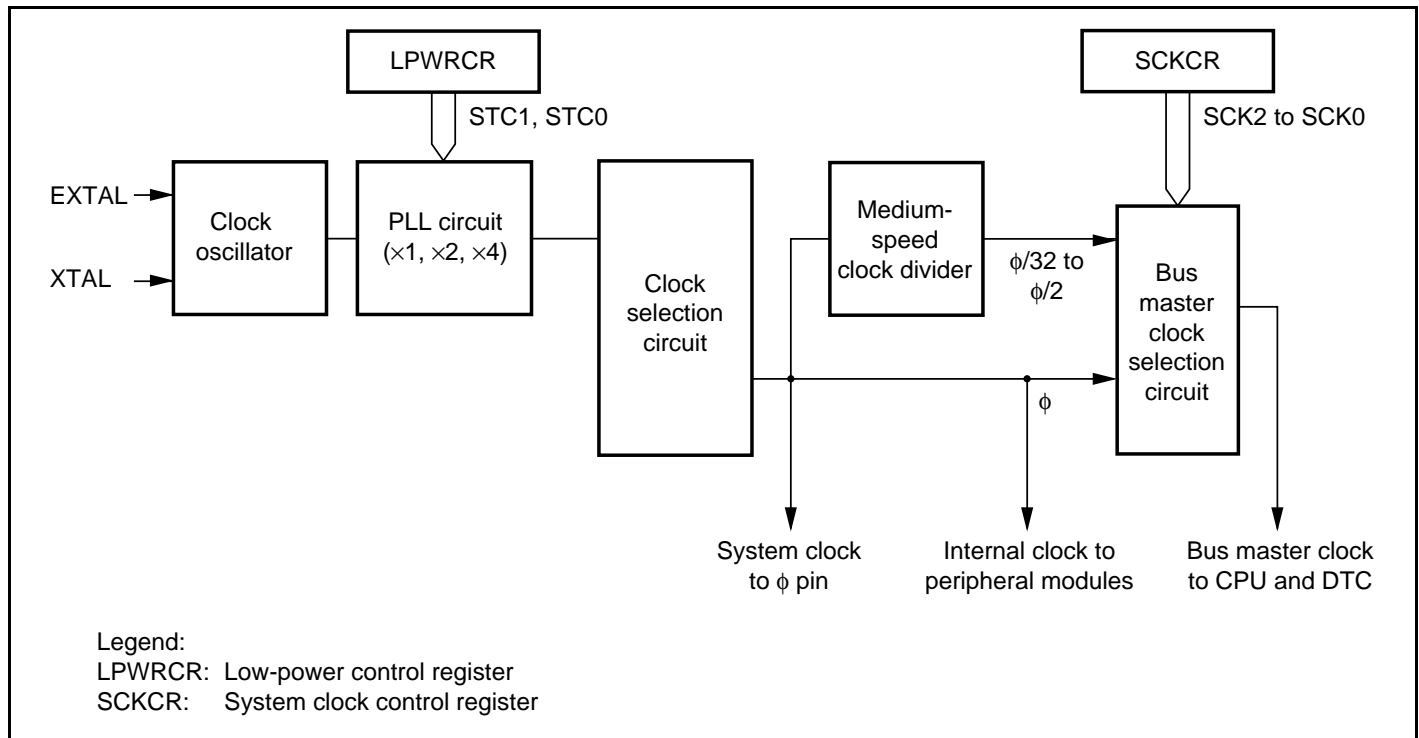 LPWRCR
SCKCR
STC1, STC0
SCK2 to SCK0
EXTAL
XTAL
Clock
oscillator
PLL circuit
(×1, ×2, ×4)
Clock
selection
circuit
Medium-
speed
clock divider
ϕ/32 to
ϕ/2
ϕ
Bus
master
clock
selection
circuit
System clock
to ϕ pin
Internal clock to
peripheral modules
Bus master clock
to CPU and DTC
Legend:
LPWRCR: Low-power control register
SCKCR: System clock control register